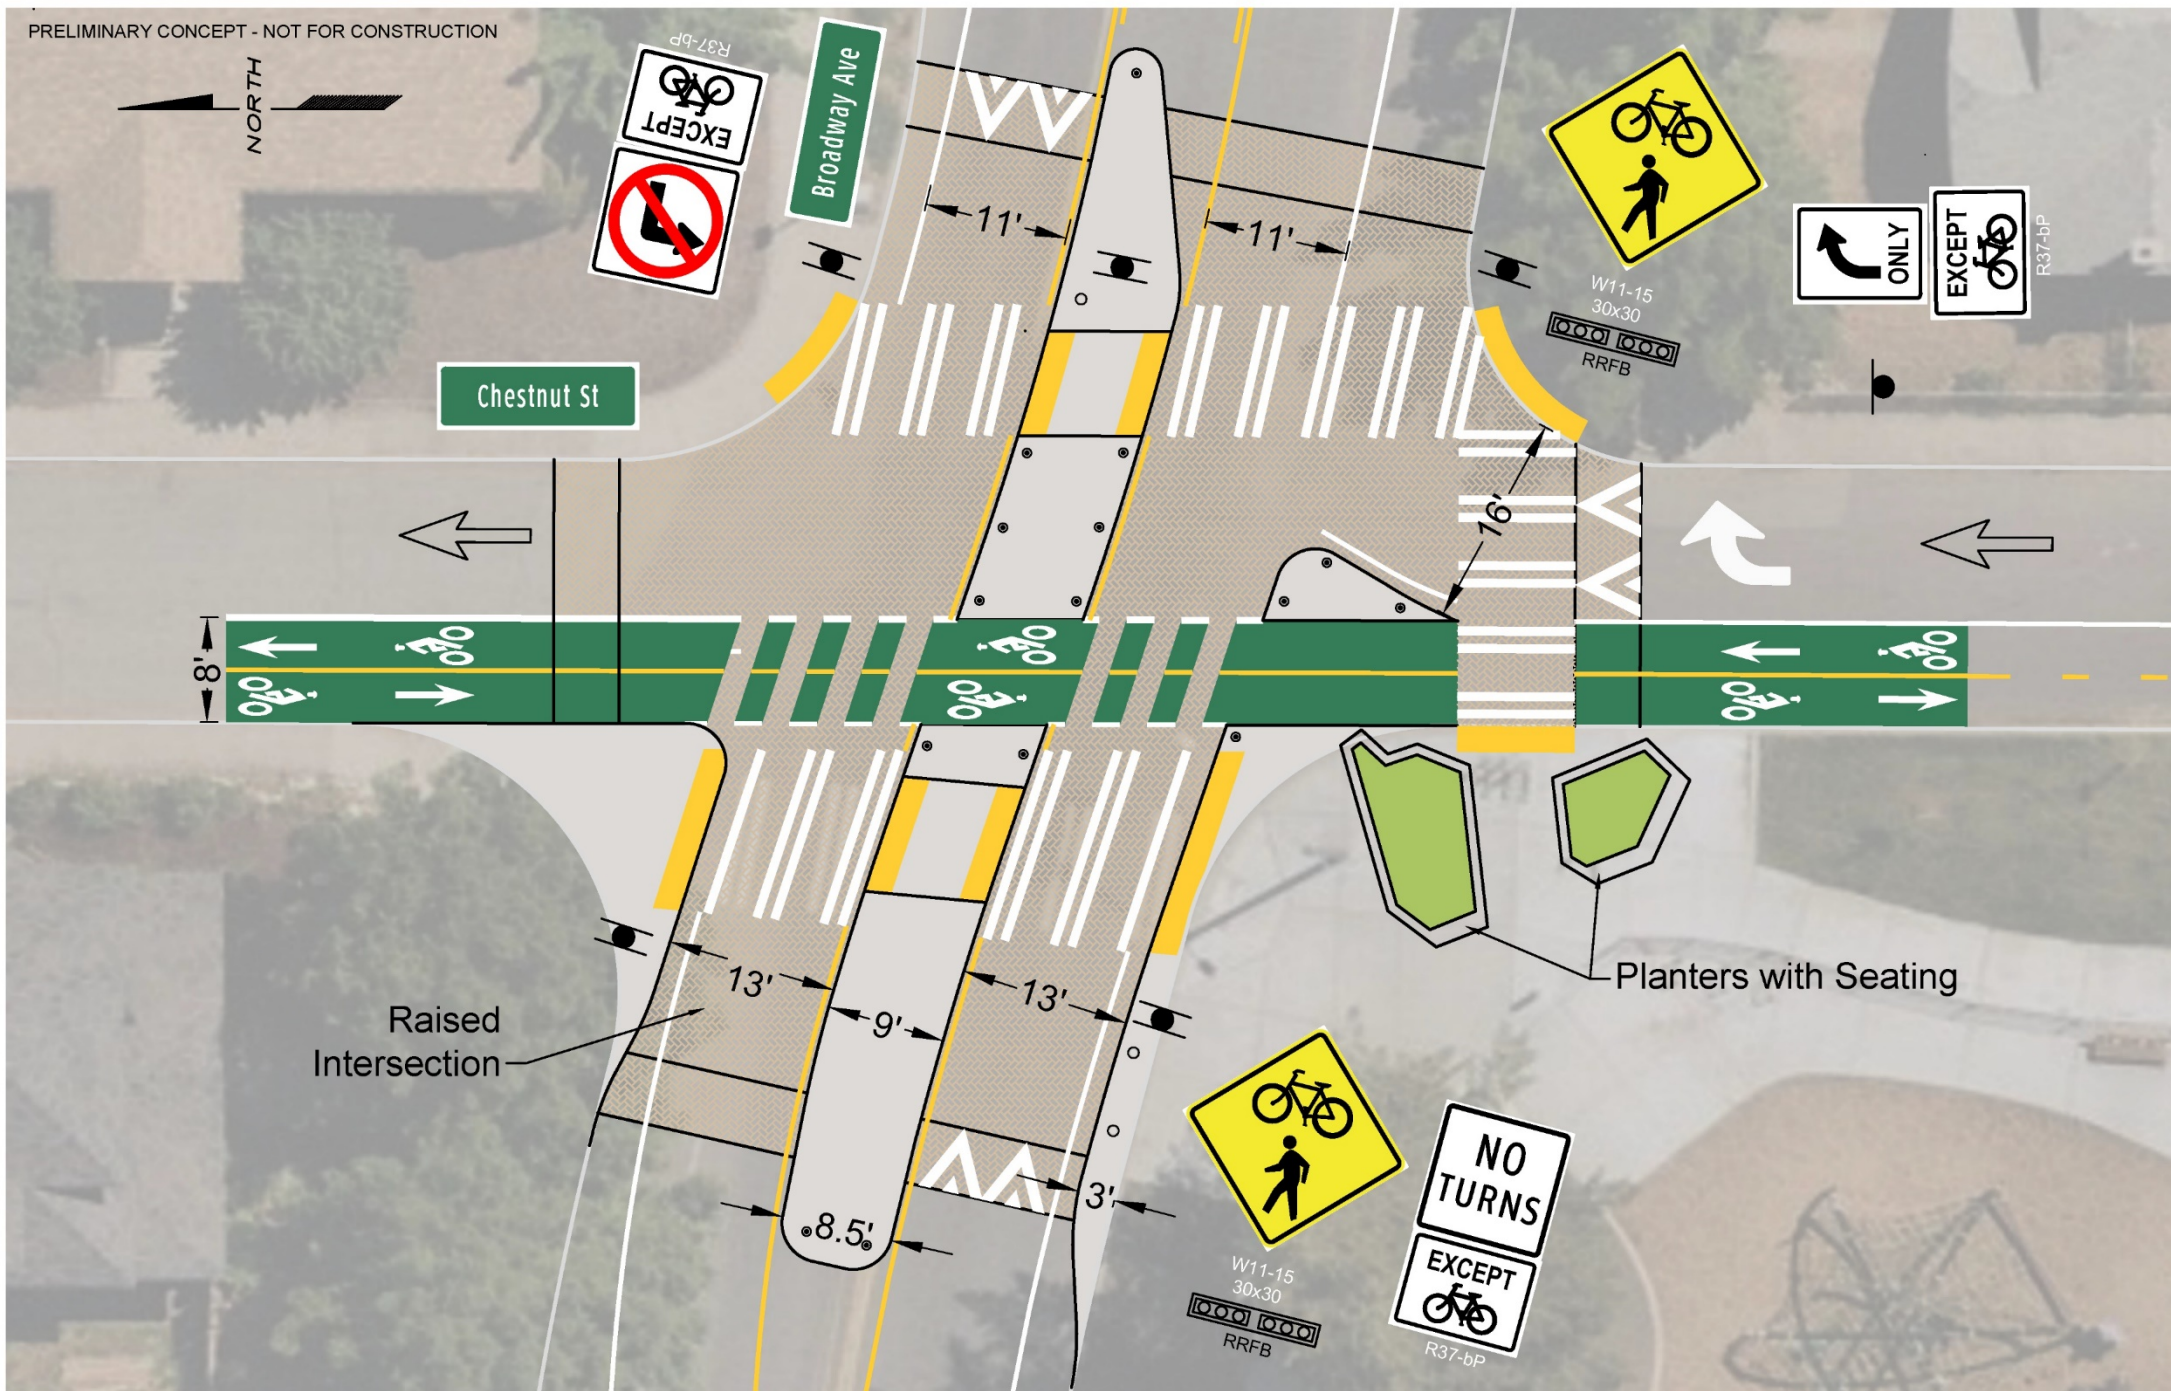 PRELIMINARY CONCEPT - NOT FOR CONSTRUCTION
NORTH
R37-bP
EXCEPT
Broadway Ave
11'
11'
W11-15
30x30
RRFB
ONLY
EXCEPT
R37-bP
Chestnut St
16'
8'
13'
9'
13'
Raised
Intersection
Planters with Seating
8.5'
3'
W11-15
30x30
RRFB
NO
TURNS
EXCEPT
R37-bP